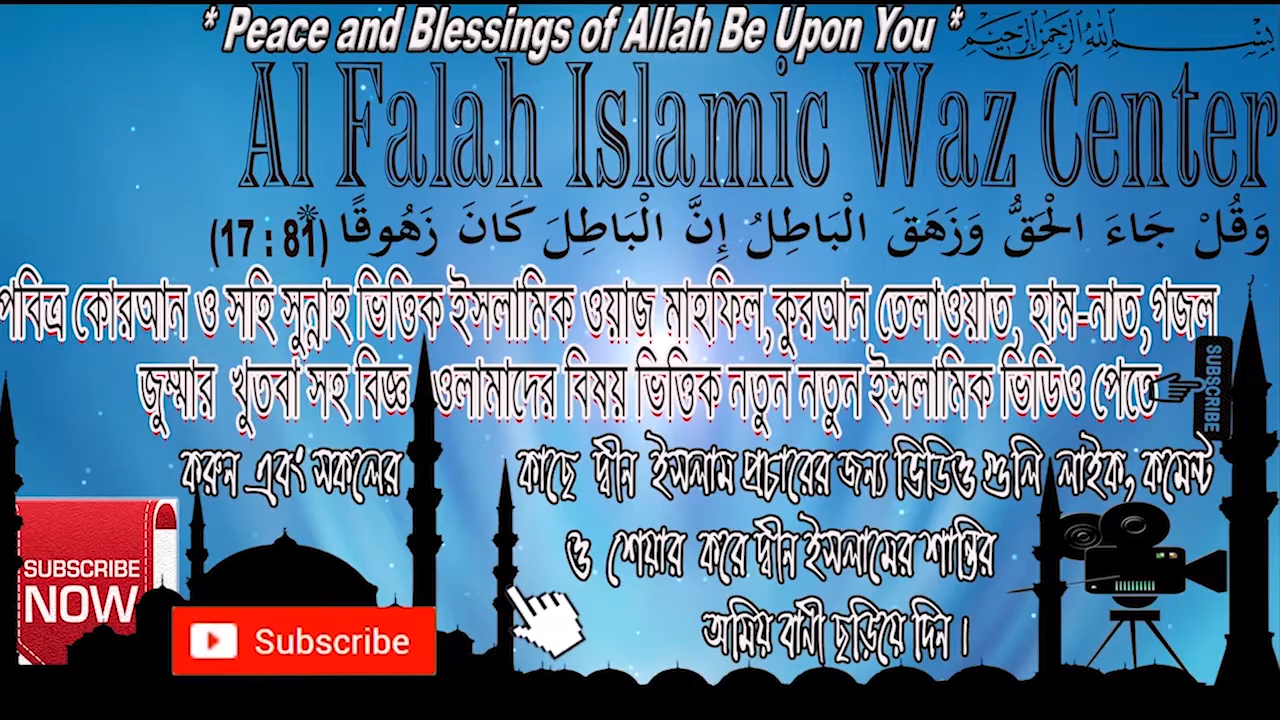 * Peace and Blessings of Allah Be Upon You * بِسْمِ اللهِ الرَّحْمٰنِ الرَّحِيْمِ
Al Falah Islamic Waz Center
وَقُلْ جَاءَ الْحَقُّ وَزَهَقَ الْبَاطِلُ إِنَّ الْبَاطِلَ كَانَ زَهُوقًا (17 : 81)
পবিত্র কোরআন ও সহি সুন্নাহ ভিত্তিক ইসলামিক ওয়াজ মাহফিল,কুরআন তেলাওয়াত, হাম-নাত,গজল
জুম্মার খুতবা সহ বিজ্ঞ ওলামাদের বিষয় ভিত্তিক নতুন নতুন ইসলামিক ভিডিও পেতে
SUBSCRIBE
করুন এবং সকলের কাছে দ্বীন ইসলাম প্রচারের জন্য ভিডিও গুলি লাইক, কমেন্ট
ও শেয়ার করে দ্বীন ইসলামের শান্তির
অমিয় বানী ছড়িয়ে দিন।
SUBSCRIBE
NOW
Subscribe